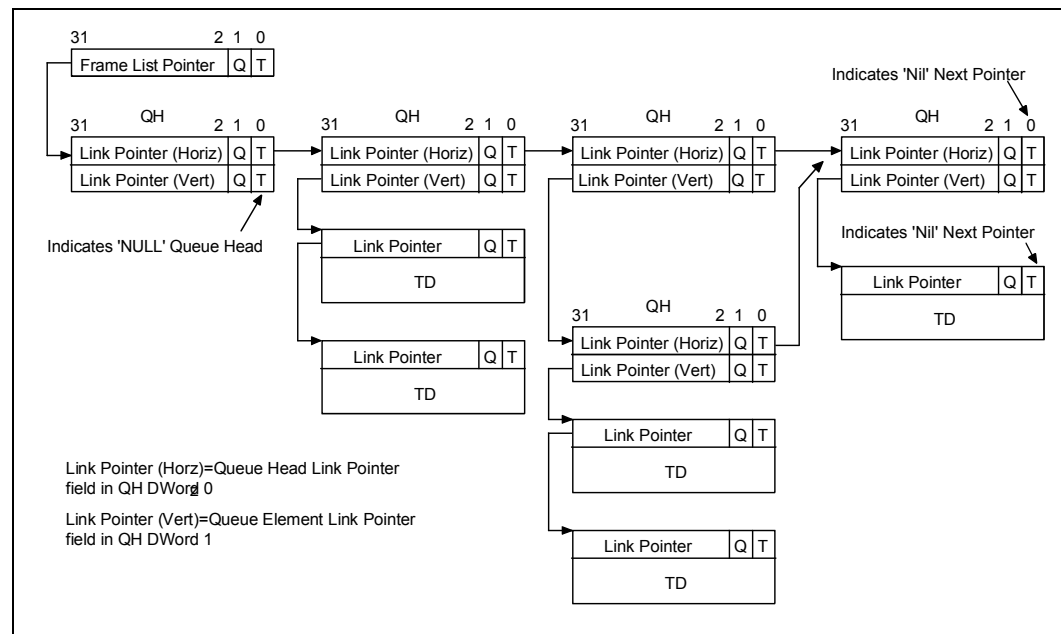 31 2 1 0
Frame List Pointer Q T
Indicates 'Nil' Next Pointer
QH
31 2 1 0
Link Pointer (Horiz) Q T
Link Pointer (Vert) Q T
QH
31 2 1 0
Link Pointer (Horiz) Q T
Link Pointer (Vert) Q T
QH
31 2 1 0
Link Pointer (Horiz) Q T
Link Pointer (Vert) Q T
QH
31 2 1 0
Link Pointer (Horiz) Q T
Link Pointer (Vert) Q T
Indicates 'NULL' Queue Head
Link Pointer Q T
TD
Link Pointer Q T
TD
QH
31 2 1 0
Link Pointer (Horiz) Q T
Link Pointer (Vert) Q T
Link Pointer Q T
TD
Link Pointer Q T
TD
Indicates 'Nil' Next Pointer
Link Pointer Q T
TD
Link Pointer (Horz)=Queue Head Link Pointer
field in QH DWord 0
2
Link Pointer (Vert)=Queue Element Link Pointer
field in QH DWord 1